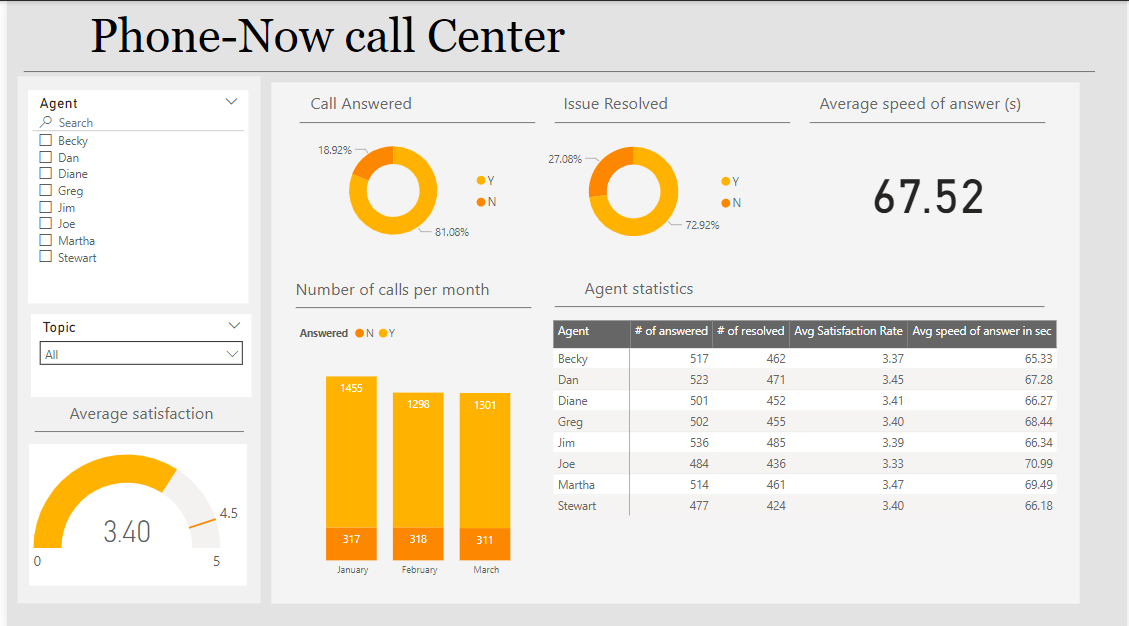 Phone-Now call Center
Agent
Search
Becky
Dan
Diane
Greg
Jim
Joe
Martha
Stewart
Topic
All
Average satisfaction
3.40
4.5
0
5
Call Answered
18.92%
81.08%
Y
N
Issue Resolved
27.08%
72.92%
Y
N
Average speed of answer (s)
67.52
Number of calls per month
Answered N Y
1455 1298 1301
317 318 311
January February March
Agent statistics
Agent # of answered # of resolved Avg Satisfaction Rate Avg speed of answer in sec
Becky 517 462 3.37 65.33
Dan 523 471 3.45 67.28
Diane 501 452 3.41 66.27
Greg 502 455 3.40 68.44
Jim 536 485 3.39 66.34
Joe 484 436 3.33 70.99
Martha 514 461 3.47 69.49
Stewart 477 424 3.40 66.18